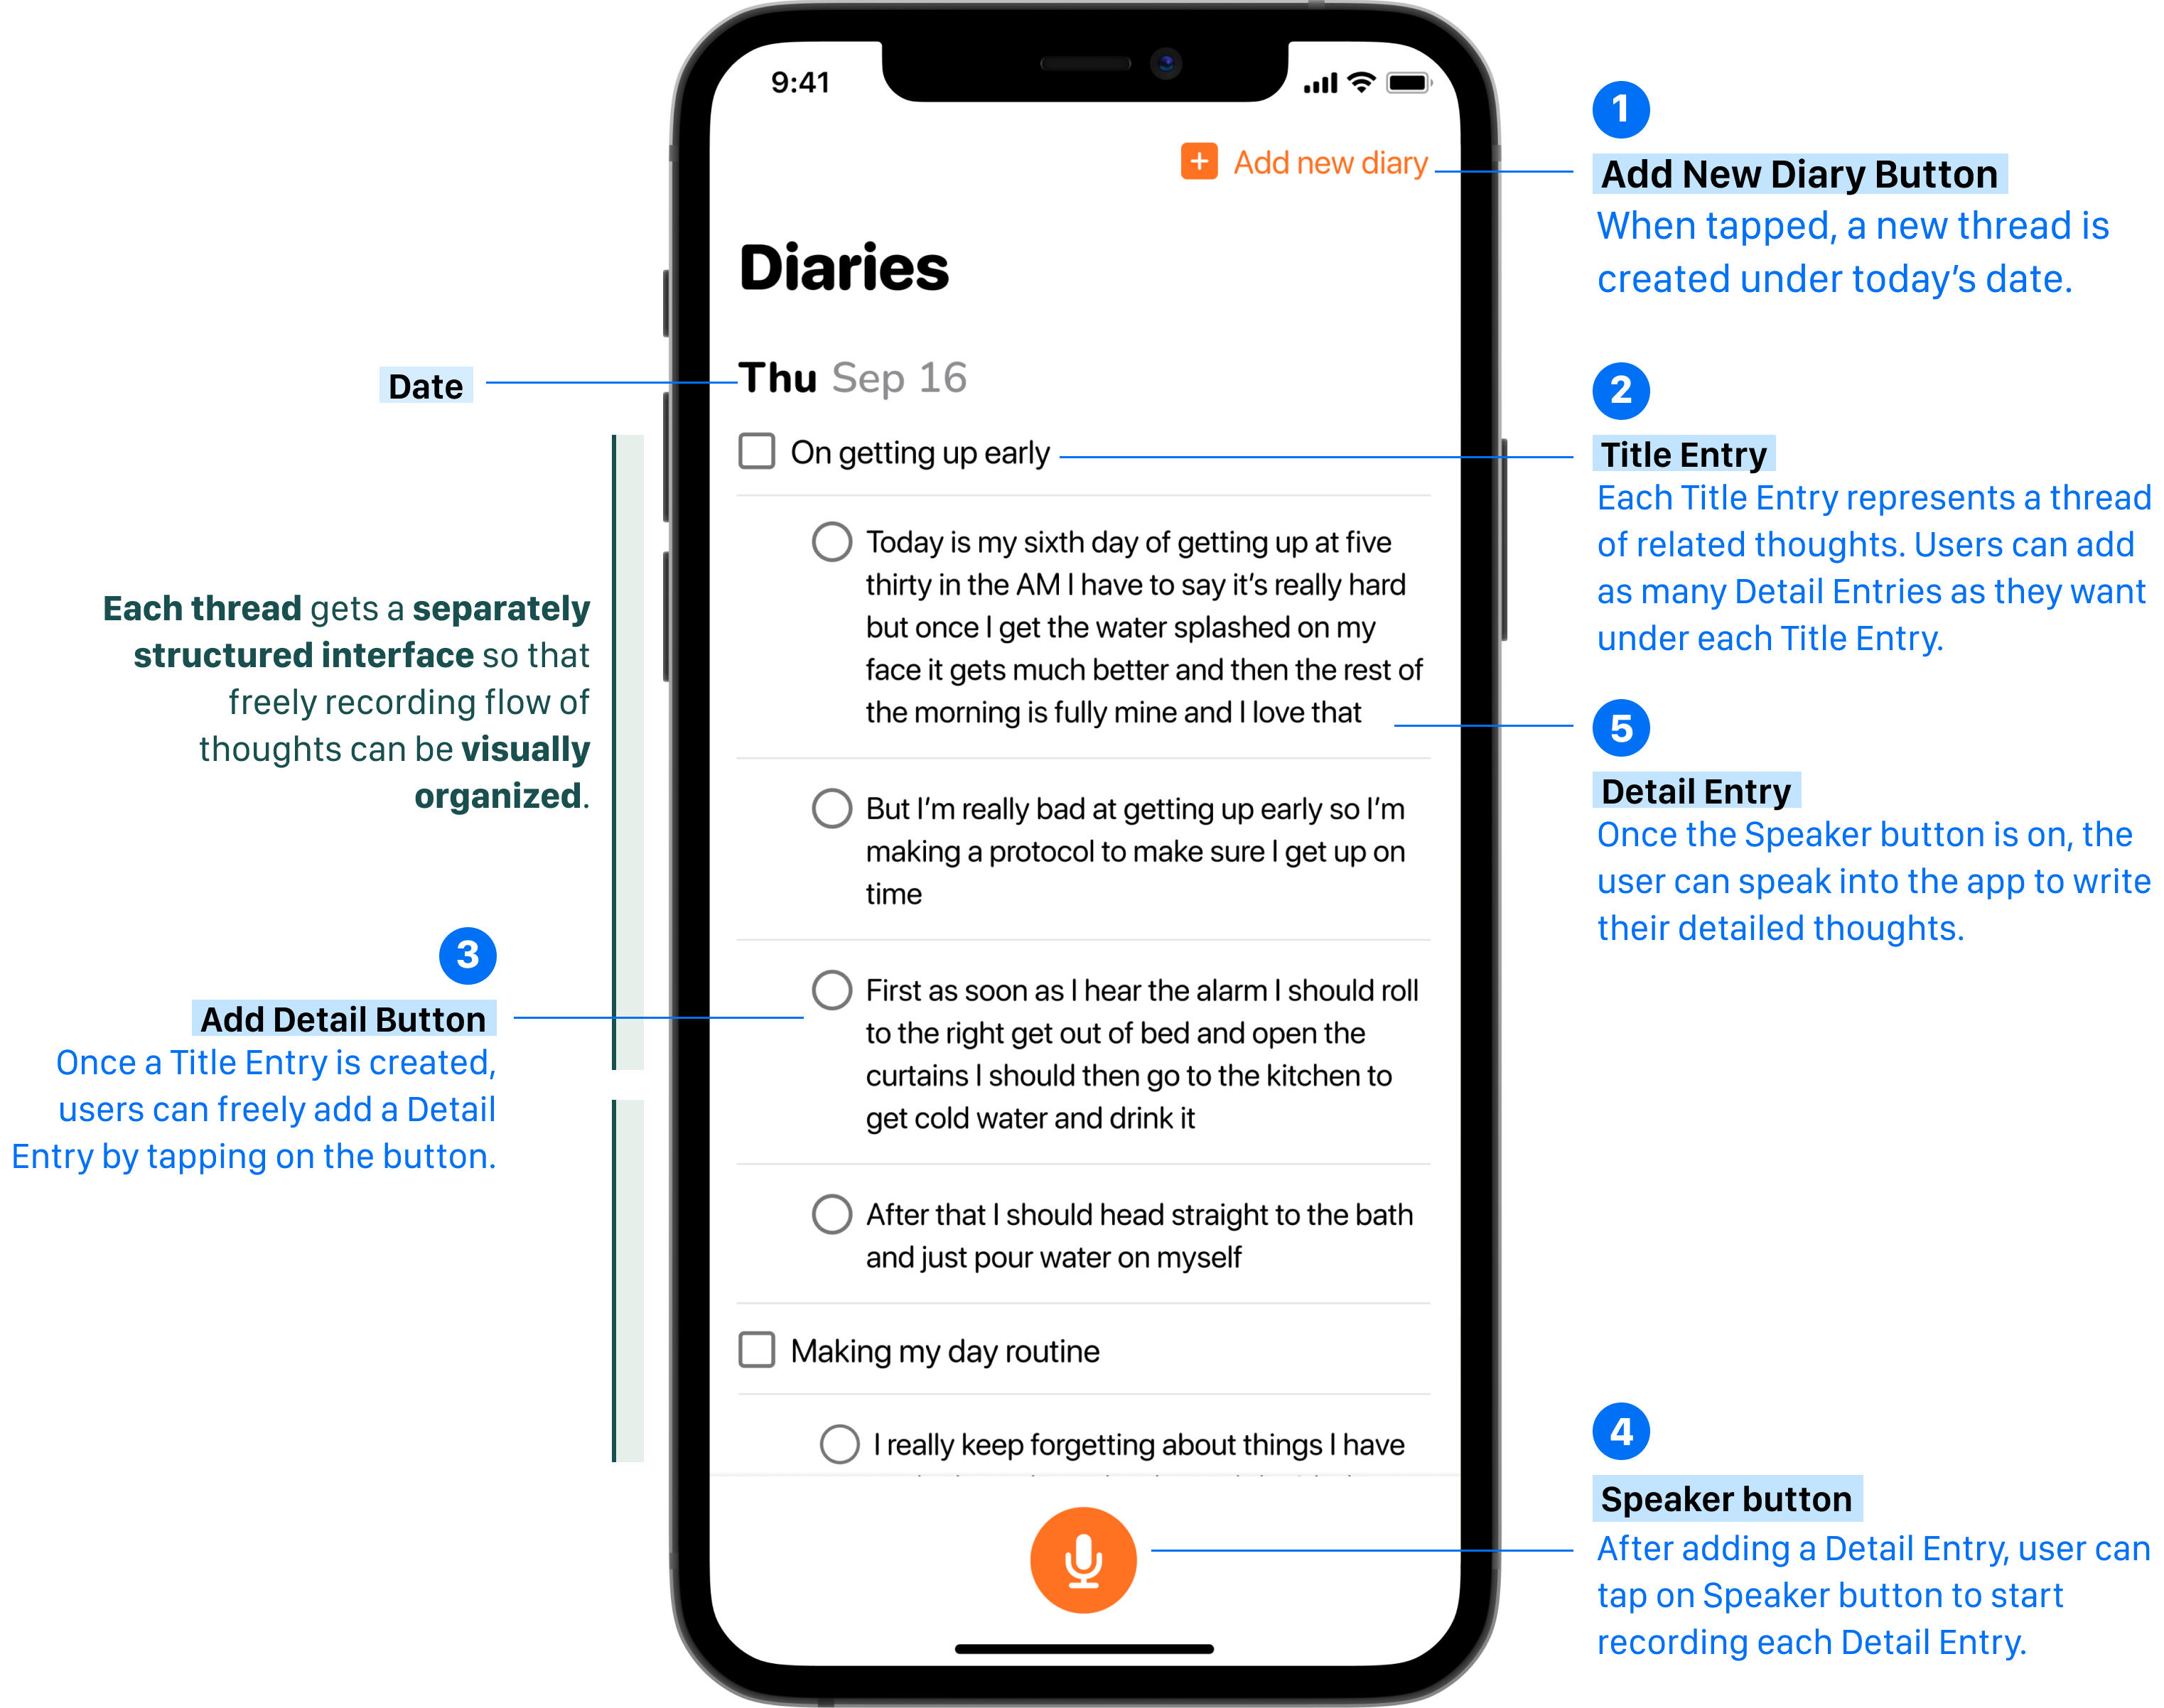 9:41
Add new diary
Diaries
Thu Sep 16
On getting up early
Today is my sixth day of getting up at five
thirty in the AM I have to say it's really hard
but once I get the water splashed on my
face it gets much better and then the rest of
the morning is fully mine and I love that
But I'm really bad at getting up early so I'm
making a protocol to make sure I get up on
time
First as soon as I hear the alarm I should roll
to the right get out of bed and open the
curtains I should then go to the kitchen to
get cold water and drink it
After that I should head straight to the bath
and just pour water on myself
Making my day routine
I really keep forgetting about things I have
Date
Each thread gets a separately
structured interface so that
freely recording flow of
thoughts can be visually
organized.
1
Add New Diary Button
When tapped, a new thread is
created under today's date.
2
Title Entry
Each Title Entry represents a thread
of related thoughts. Users can add
as many Detail Entries as they want
under each Title Entry.
3
Add Detail Button
Once a Title Entry is created,
users can freely add a Detail
Entry by tapping on the button.
5
Detail Entry
Once the Speaker button is on, the
user can speak into the app to write
their detailed thoughts.
4
Speaker button
After adding a Detail Entry, user can
tap on Speaker button to start
recording each Detail Entry.